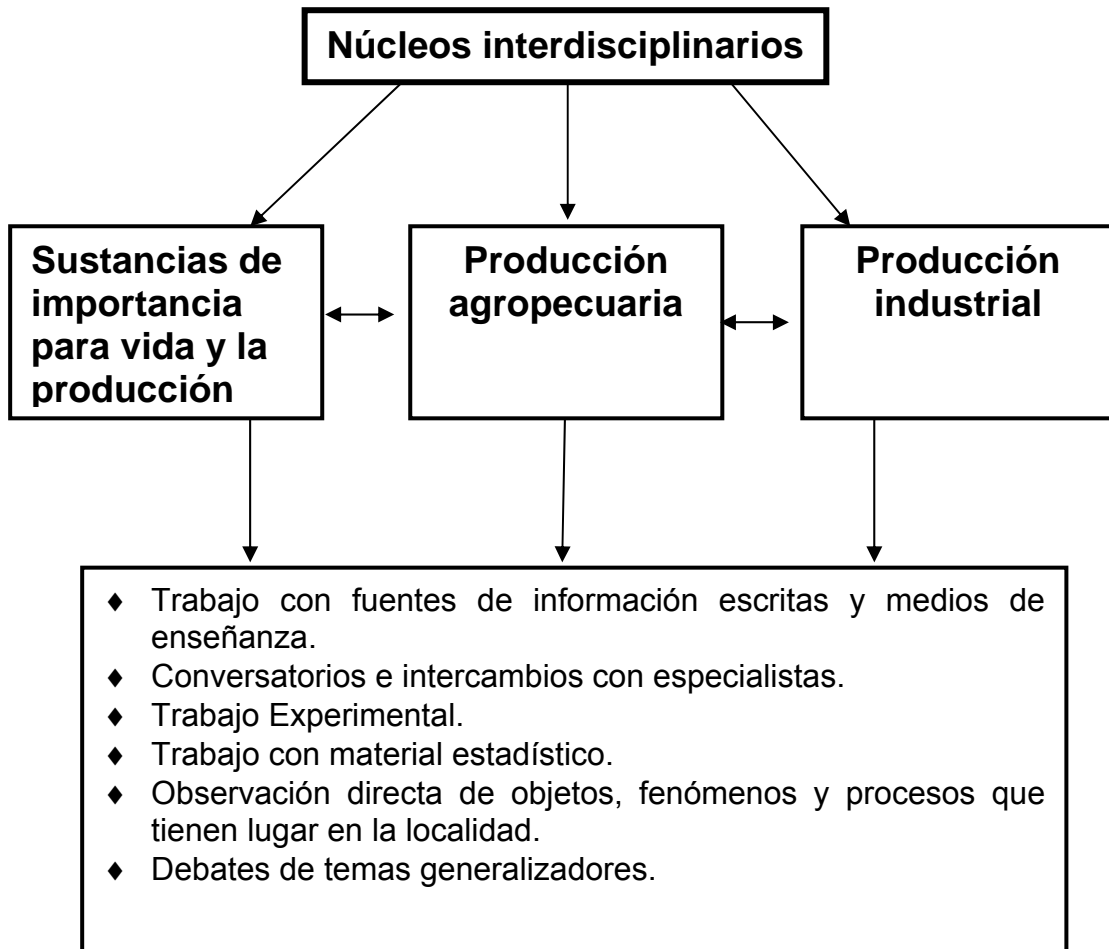 Núcleos interdisciplinarios
Sustancias de
importancia
para vida y la
producción
Producción
agropecuaria
Producción
industrial
♦ Trabajo con fuentes de información escritas y medios de
enseñanza.
♦ Conversatorios e intercambios con especialistas.
♦ Trabajo Experimental.
♦ Trabajo con material estadístico.
♦ Observación directa de objetos, fenómenos y procesos que
tienen lugar en la localidad.
♦ Debates de temas generalizadores.